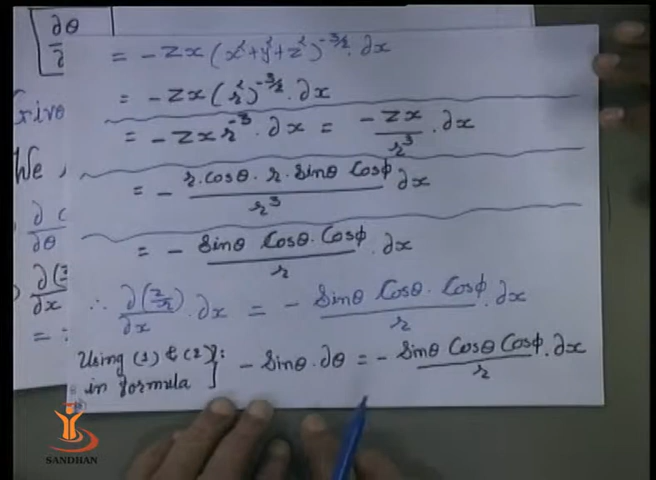 ∂θ
∂
= - zx (x²+y²+z²)^{-3/2} . ∂x
= - zx (r²)^{-3/2} . ∂x
= - zx r^{-3} . ∂x = -zx/r³ . ∂x
We ,
= - r.cosθ . r. sinθ Cosφ / r³ ∂x
∂θ
= - Sinθ Cosθ. Cosφ / r . ∂x
∴ ∂(z/r)/∂x . ∂x = - Sinθ Cosθ . Cosφ / r . ∂x
∂x
Using (1) & (2) in formula ] : - Sinθ . ∂θ = - Sinθ Cosθ Cosφ / r . ∂x
SANDHAN